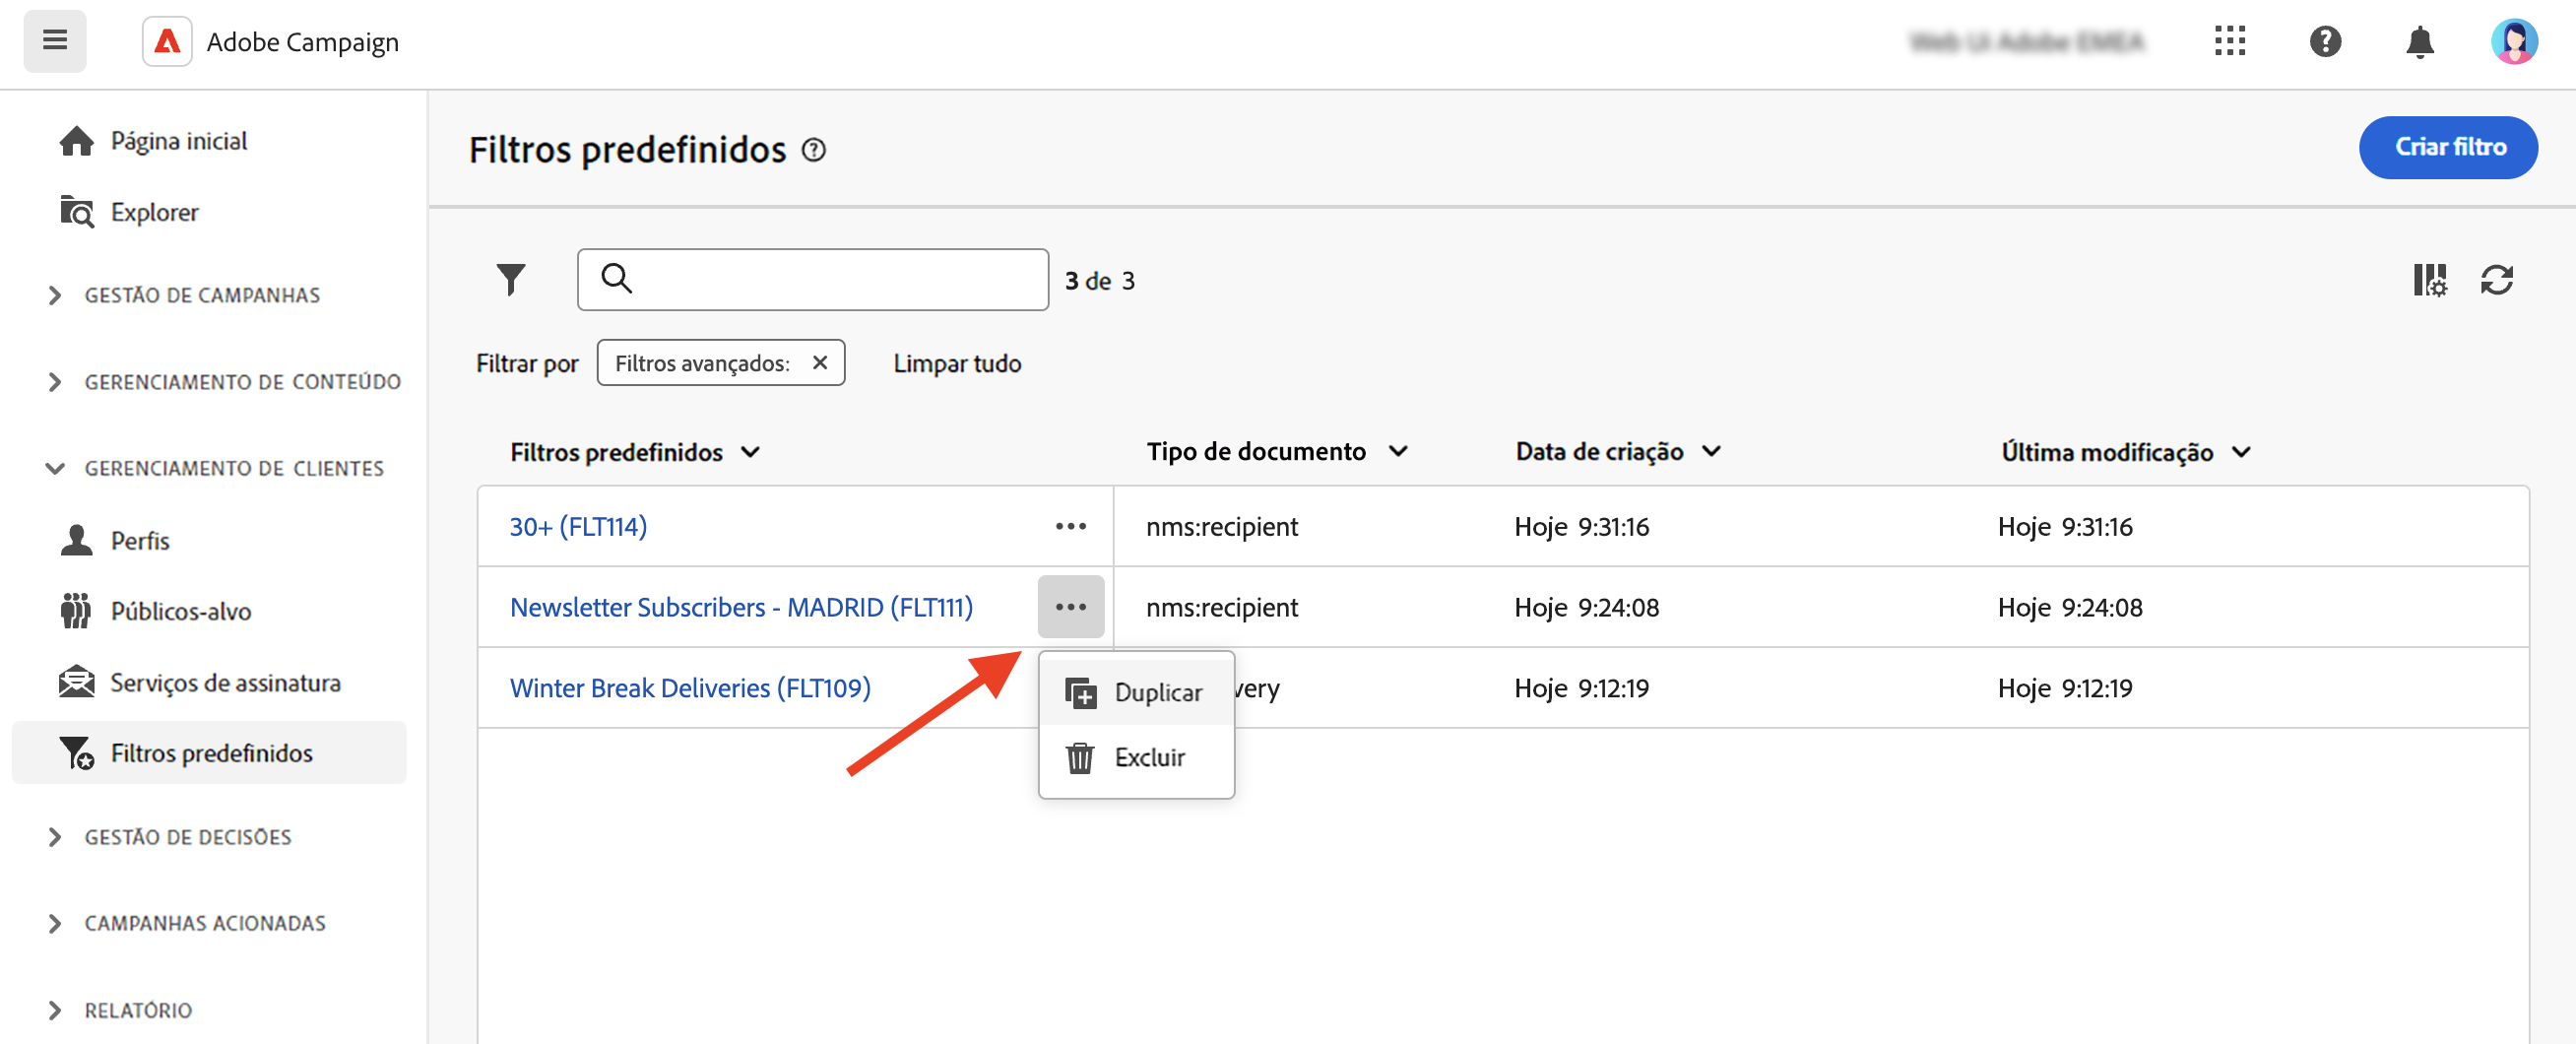 Adobe Campaign
Página inicial
Explorer
GESTÃO DE CAMPANHAS
GERENCIAMENTO DE CONTEÚDO
GERENCIAMENTO DE CLIENTES
Perfis
Públicos-alvo
Serviços de assinatura
Filtros predefinidos
GESTÃO DE DECISÕES
CAMPANHAS ACIONADAS
RELATÓRIO
Filtros predefinidos
Criar filtro
3 de 3
Filtrar por Filtros avançados: Limpar tudo
Filtros predefinidos Tipo de documento Data de criação Última modificação
30+ (FLT114) nms:recipient Hoje 9:31:16 Hoje 9:31:16
Newsletter Subscribers - MADRID (FLT111) nms:recipient Hoje 9:24:08 Hoje 9:24:08
Winter Break Deliveries (FLT109) Hoje 9:12:19 Hoje 9:12:19
Duplicar
Excluir